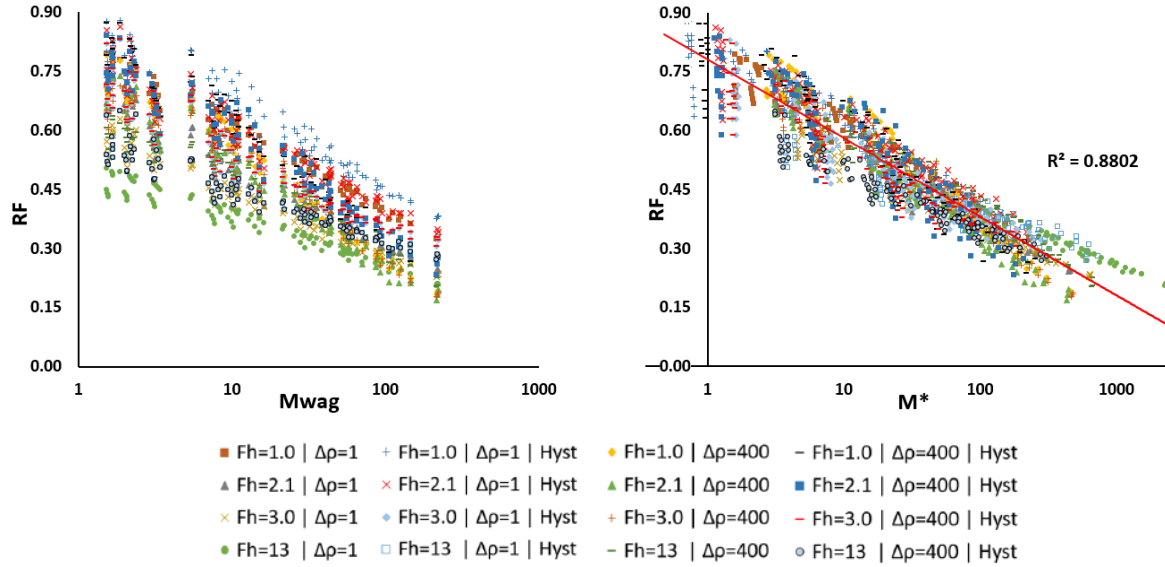 0.90
0.75
0.60
0.45
0.30
0.15
0.00
RF
1 10 100 1000
Mwag
0.90
0.75
0.60
0.45
0.30
0.15
0.00
RF
R² = 0.8802
1 10 100 1000
M*
Fh=1.0 | Δρ=1 Fh=1.0 | Δρ=1 | Hyst Fh=1.0 | Δρ=400 Fh=1.0 | Δρ=400 | Hyst
Fh=2.1 | Δρ=1 Fh=2.1 | Δρ=1 | Hyst Fh=2.1 | Δρ=400 Fh=2.1 | Δρ=400 | Hyst
Fh=3.0 | Δρ=1 Fh=3.0 | Δρ=1 | Hyst Fh=3.0 | Δρ=400 Fh=3.0 | Δρ=400 | Hyst
Fh=13 | Δρ=1 Fh=13 | Δρ=1 | Hyst Fh=13 | Δρ=400 Fh=13 | Δρ=400 | Hyst